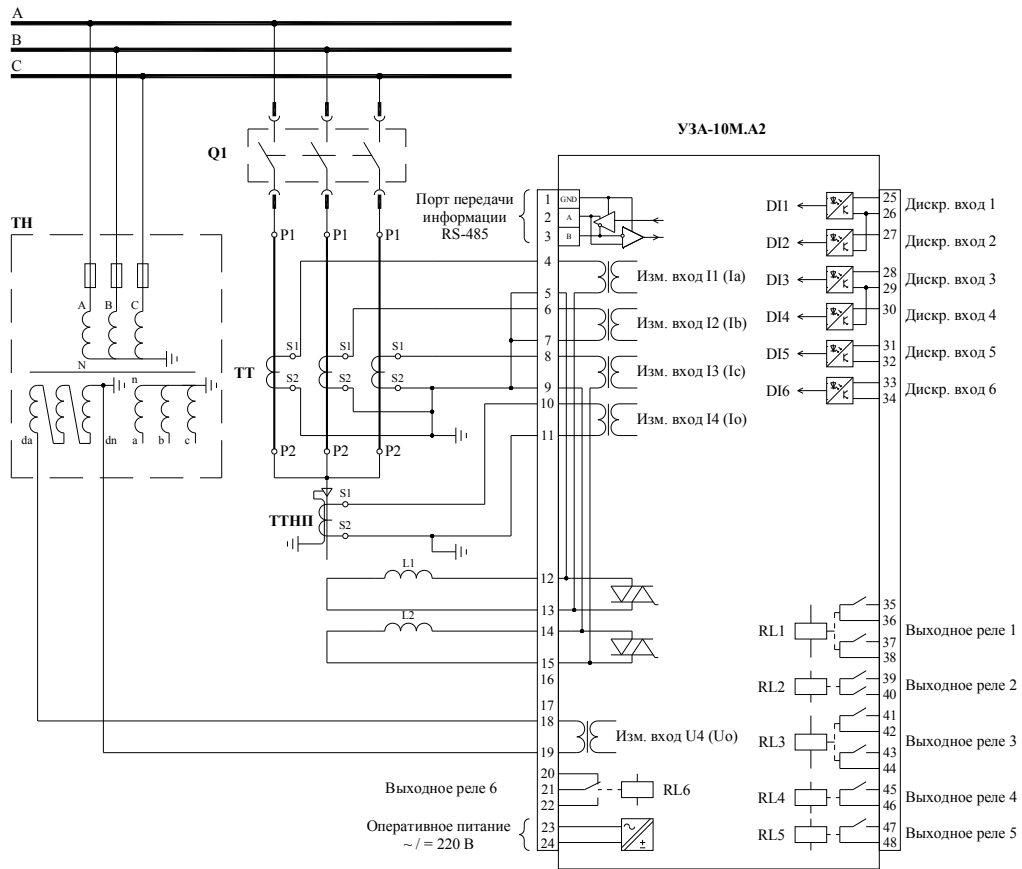 A
B
C
УЗА-10М.А2
Q1
Порт передачи
информации
RS-485
1
GND
2
A
3
B
DI1
25
26
Дискр. вход 1
DI2
27
Дискр. вход 2
DI3
28
29
Дискр. вход 3
DI4
30
Дискр. вход 4
DI5
31
32
Дискр. вход 5
DI6
33
34
Дискр. вход 6
ТН
P1
P1
P1
A
B
C
N
n
da
dn
a
b
c
4
Изм. вход I1 (Ia)
5
6
Изм. вход I2 (Ib)
7
8
Изм. вход I3 (Ic)
9
10
Изм. вход I4 (Io)
11
ТТ
S1
S1
S1
S2
S2
S2
P2
P2
P2
ТТНП
S1
S2
L1
12
13
L2
14
15
16
17
18
Изм. вход U4 (Uo)
19
Выходное реле 6
20
21
22
RL6
Оперативное питание
~ / = 220 В
23
24
RL1
35
36
37
38
Выходное реле 1
RL2
39
40
Выходное реле 2
RL3
41
42
43
44
Выходное реле 3
RL4
45
46
Выходное реле 4
RL5
47
48
Выходное реле 5